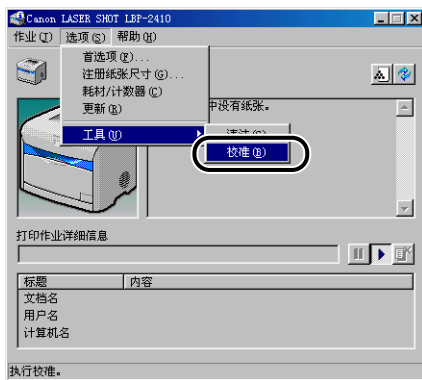 Canon LASER SHOT LBP-2410
作业(J) 选项(S) 帮助(H)
首选项(F)...
注册纸张尺寸(G)...
耗材/计数器(C)
更新(R)
中没有纸张。
工具(U)
校准(B)
打印作业详细信息
标题 内容
文档名
用户名
计算机名
执行校准。